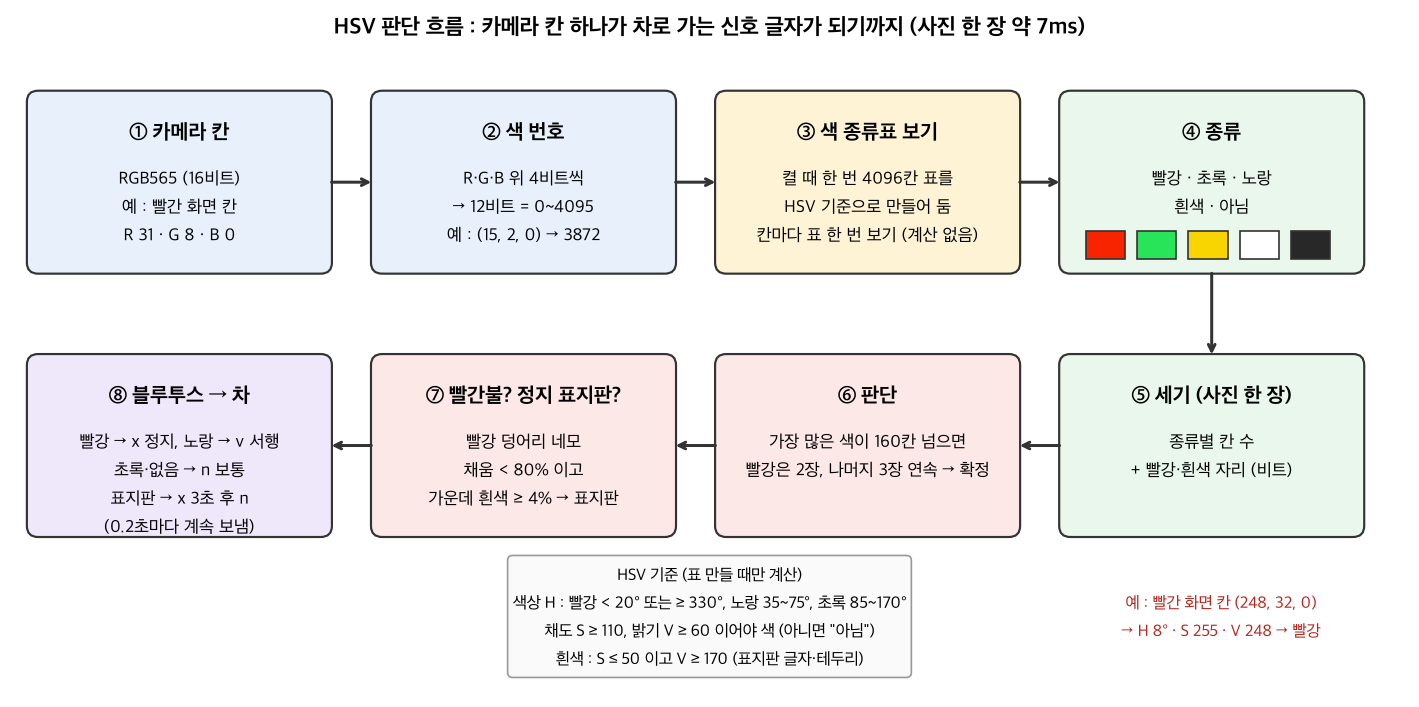 HSV 판단 흐름 : 카메라 칸 하나가 차로 가는 신호 글자가 되기까지 (사진 한 장 약 7ms)
① 카메라 칸
RGB565 (16비트)
예 : 빨간 화면 칸
R 31 · G 8 · B 0
② 색 번호
R·G·B 위 4비트씩
→ 12비트 = 0~4095
예 : (15, 2, 0) → 3872
③ 색 종류표 보기
켤 때 한 번 4096칸 표를
HSV 기준으로 만들어 둠
칸마다 표 한 번 보기 (계산 없음)
④ 종류
빨강 · 초록 · 노랑
흰색 · 아님
⑤ 세기 (사진 한 장)
종류별 칸 수
+ 빨강·흰색 자리 (비트)
⑥ 판단
가장 많은 색이 160칸 넘으면
빨강은 2장, 나머지 3장 연속 → 확정
⑦ 빨간불? 정지 표지판?
빨강 덩어리 네모
채움 < 80% 이고
가운데 흰색 ≥ 4% → 표지판
⑧ 블루투스 → 차
빨강 → x 정지, 노랑 → v 서행
초록·없음 → n 보통
표지판 → x 3초 후 n
(0.2초마다 계속 보냄)
HSV 기준 (표 만들 때만 계산)
색상 H : 빨강 < 20° 또는 ≥ 330°, 노랑 35~75°, 초록 85~170°
채도 S ≥ 110, 밝기 V ≥ 60 이어야 색 (아니면 "아님")
흰색 : S ≤ 50 이고 V ≥ 170 (표지판 글자·테두리)
예 : 빨간 화면 칸 (248, 32, 0)
→ H 8° · S 255 · V 248 → 빨강